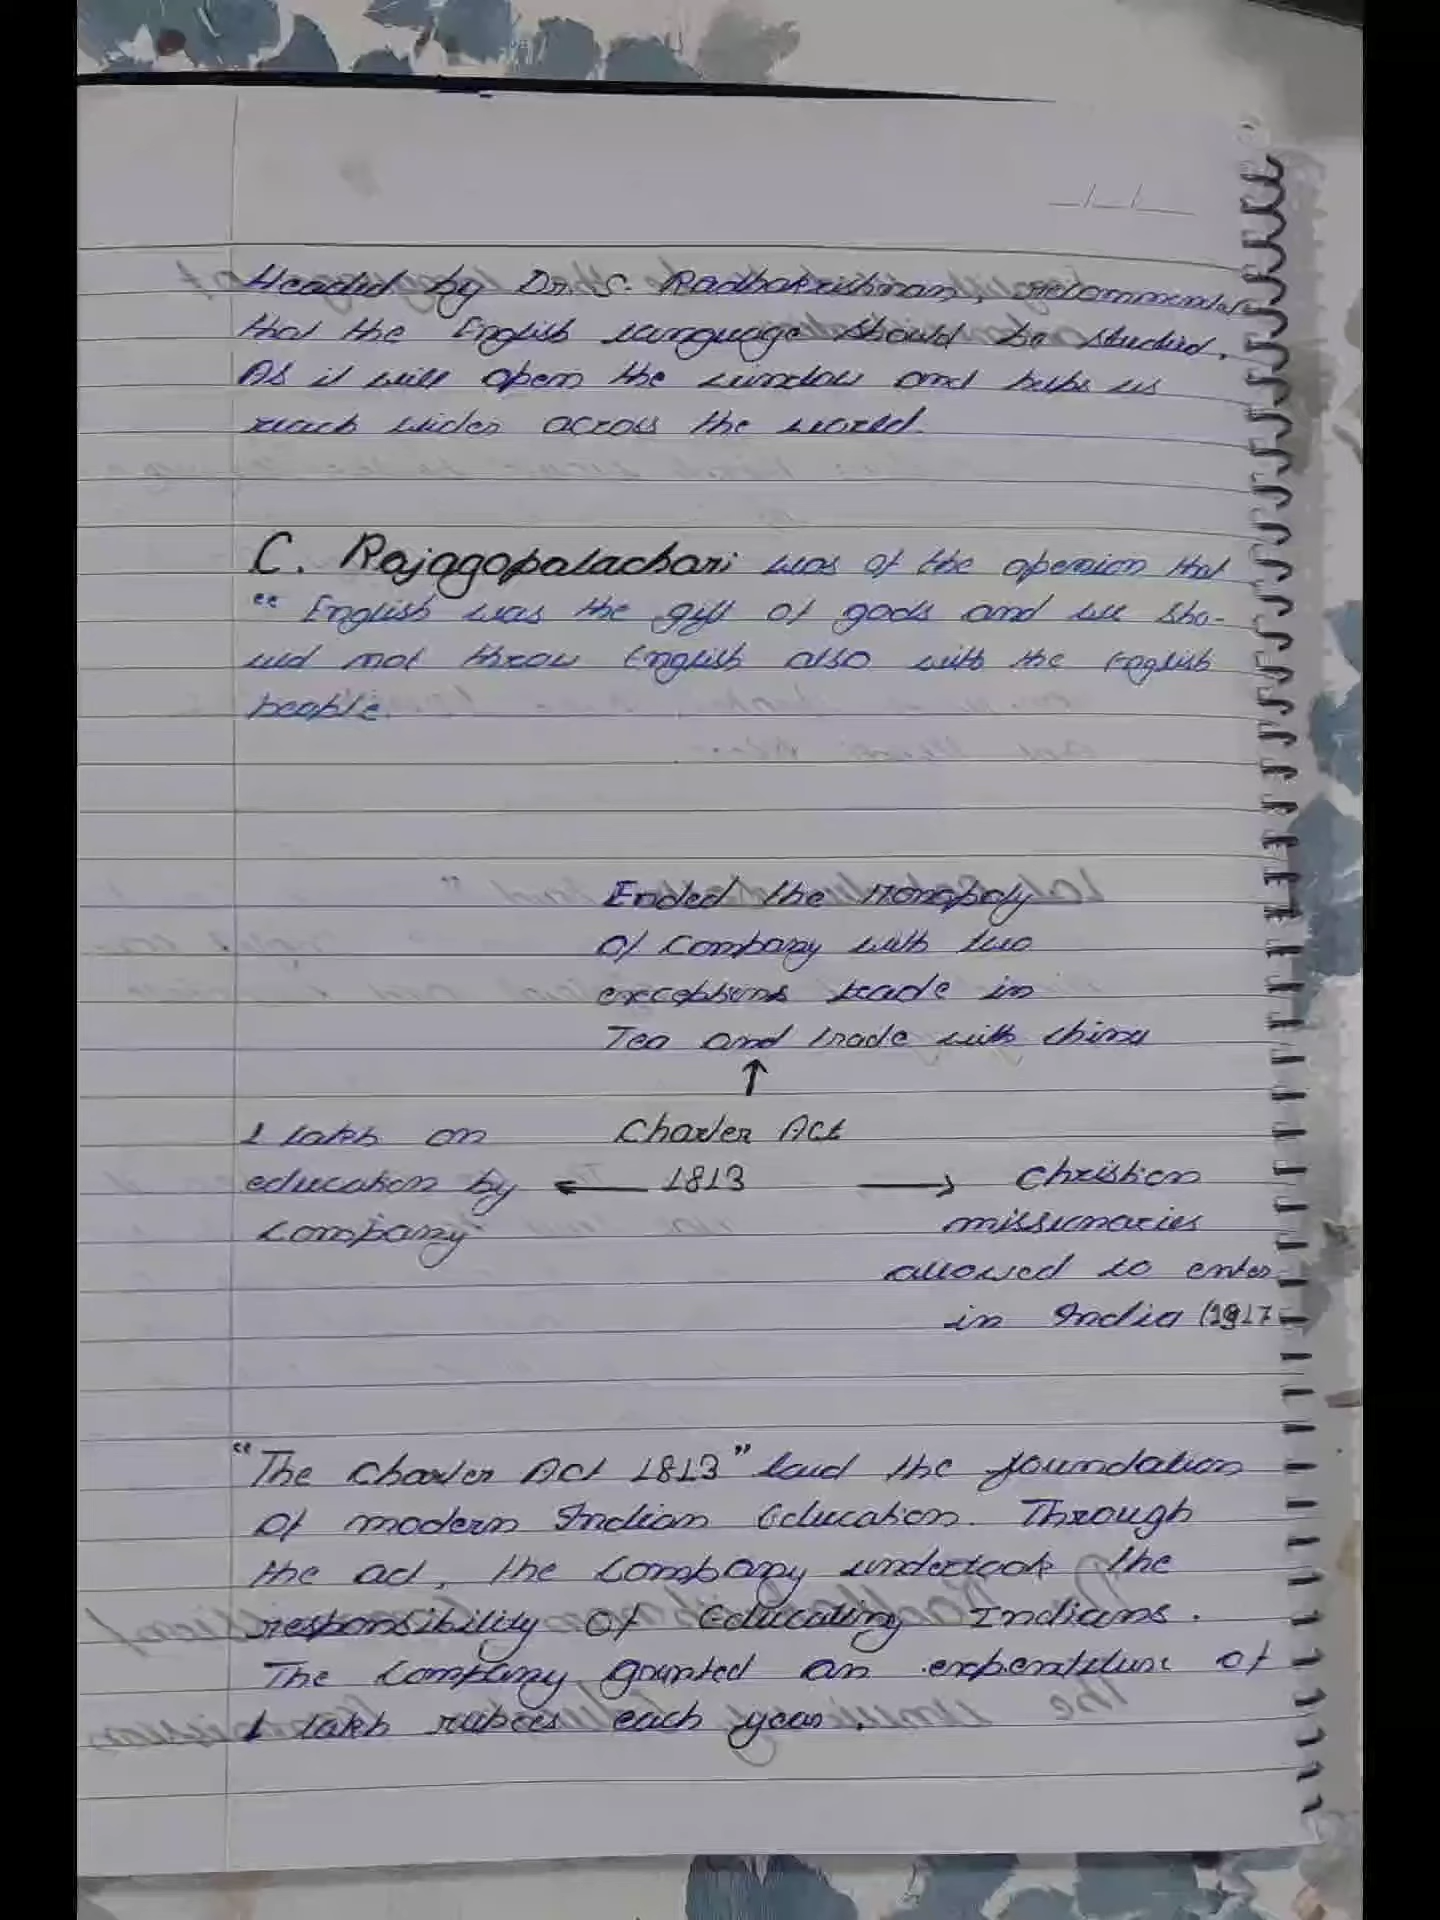 Headed by Dr. S. Radhakrishnan, recommended
that the English language should be studied.
As it will open the window and helps us
reach wider across the world.
C. Rajagopalachari was of the openion that
“ English was the gift of gods and we sho-
uld not throw English also with the English
people.
Ended the Monopoly
of Company with two
exceptions trade in
Tea and trade with china
↑
1 lakh on
education by
Company
← Charter Act
1813 →
Christian
missionaries
allowed to enter
in India (1917
“The Charter Act 1813” laid the foundation
of modern Indian Education. Through
the act, the Company undertook the
responsibility of Educating Indians.
The Company granted an expenditure of
1 lakh rupees each year.